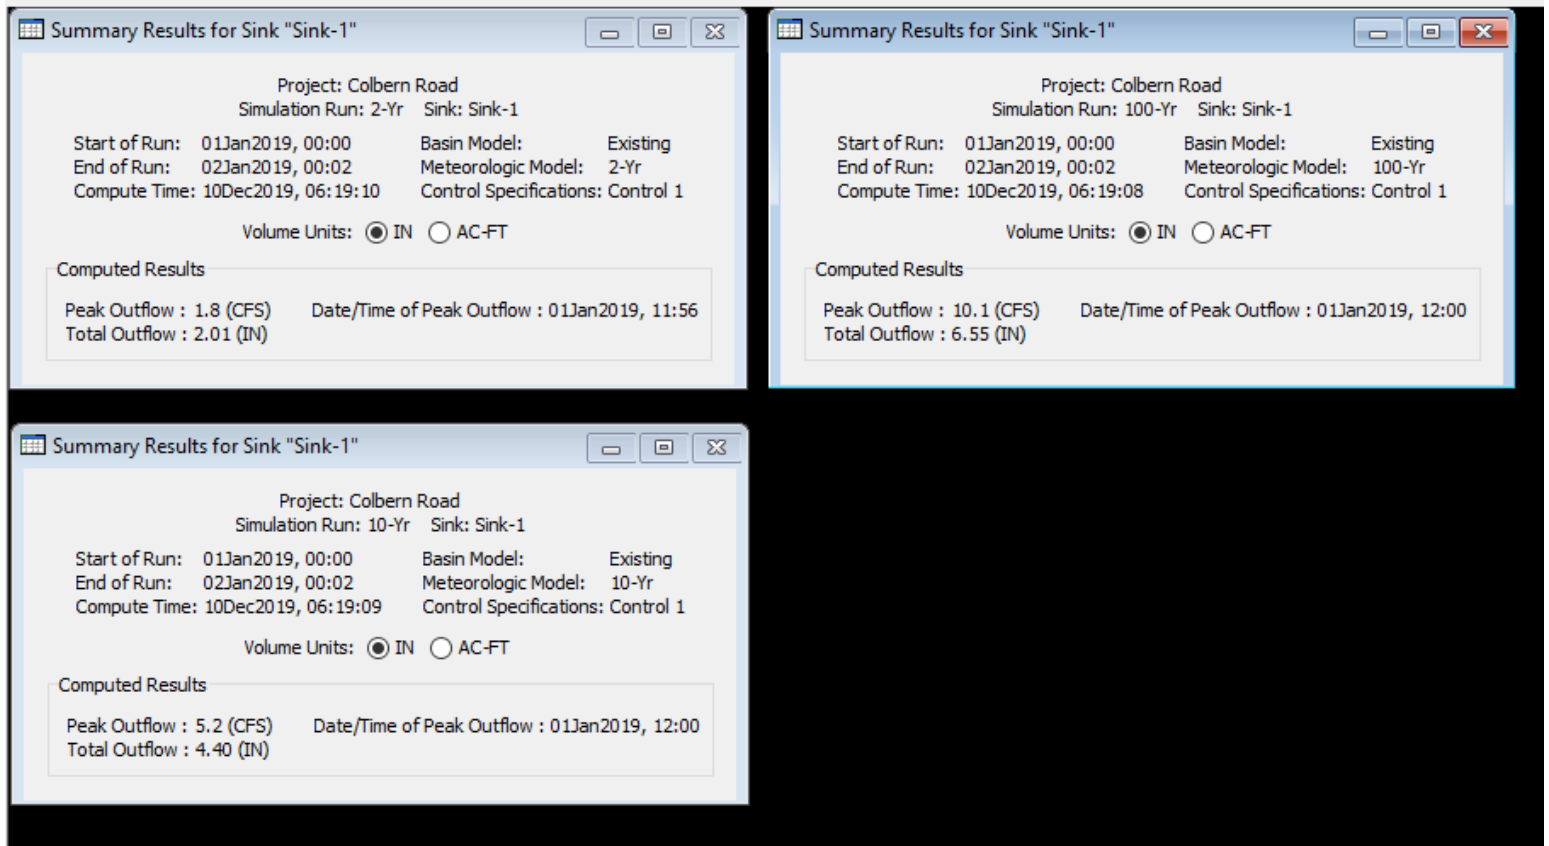 Summary Results for Sink "Sink-1"
Project: Colbern Road
Simulation Run: 2-Yr Sink: Sink-1
Start of Run: 01Jan2019, 00:00 Basin Model: Existing
End of Run: 02Jan2019, 00:02 Meteorologic Model: 2-Yr
Compute Time: 10Dec2019, 06:19:10 Control Specifications: Control 1
Volume Units: IN AC-FT
Computed Results
Peak Outflow : 1.8 (CFS) Date/Time of Peak Outflow : 01Jan2019, 11:56
Total Outflow : 2.01 (IN)
Summary Results for Sink "Sink-1"
Project: Colbern Road
Simulation Run: 100-Yr Sink: Sink-1
Start of Run: 01Jan2019, 00:00 Basin Model: Existing
End of Run: 02Jan2019, 00:02 Meteorologic Model: 100-Yr
Compute Time: 10Dec2019, 06:19:08 Control Specifications: Control 1
Volume Units: IN AC-FT
Computed Results
Peak Outflow : 10.1 (CFS) Date/Time of Peak Outflow : 01Jan2019, 12:00
Total Outflow : 6.55 (IN)
Summary Results for Sink "Sink-1"
Project: Colbern Road
Simulation Run: 10-Yr Sink: Sink-1
Start of Run: 01Jan2019, 00:00 Basin Model: Existing
End of Run: 02Jan2019, 00:02 Meteorologic Model: 10-Yr
Compute Time: 10Dec2019, 06:19:09 Control Specifications: Control 1
Volume Units: IN AC-FT
Computed Results
Peak Outflow : 5.2 (CFS) Date/Time of Peak Outflow : 01Jan2019, 12:00
Total Outflow : 4.40 (IN)